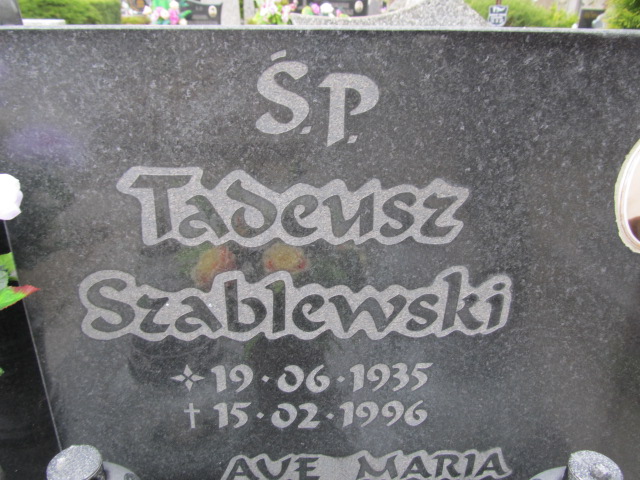 Ś.P.
Tadeusz
Szablewski
19·06·1935
† 15·02·1996
AVE MARIA